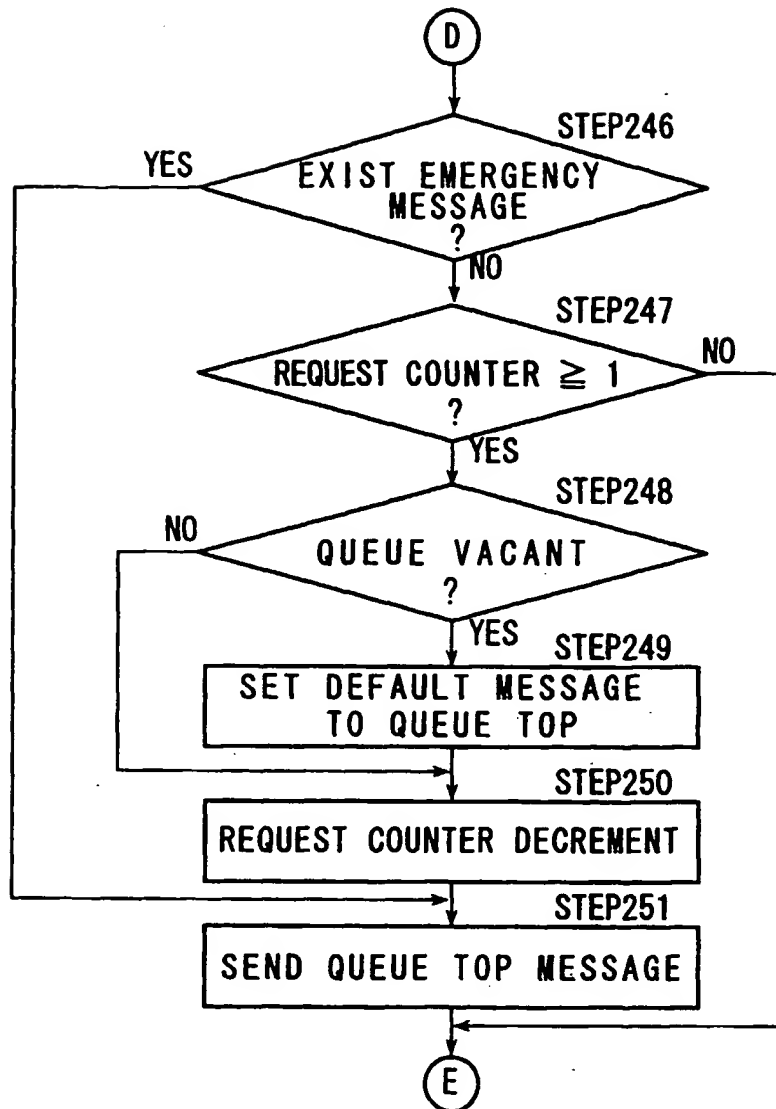 D
STEP246
YES
EXIST EMERGENCY
MESSAGE
?
NO
STEP247
NO
REQUEST COUNTER ≧ 1
?
YES
STEP248
NO
QUEUE VACANT
?
YES
STEP249
SET DEFAULT MESSAGE
TO QUEUE TOP
STEP250
REQUEST COUNTER DECREMENT
STEP251
SEND QUEUE TOP MESSAGE
E